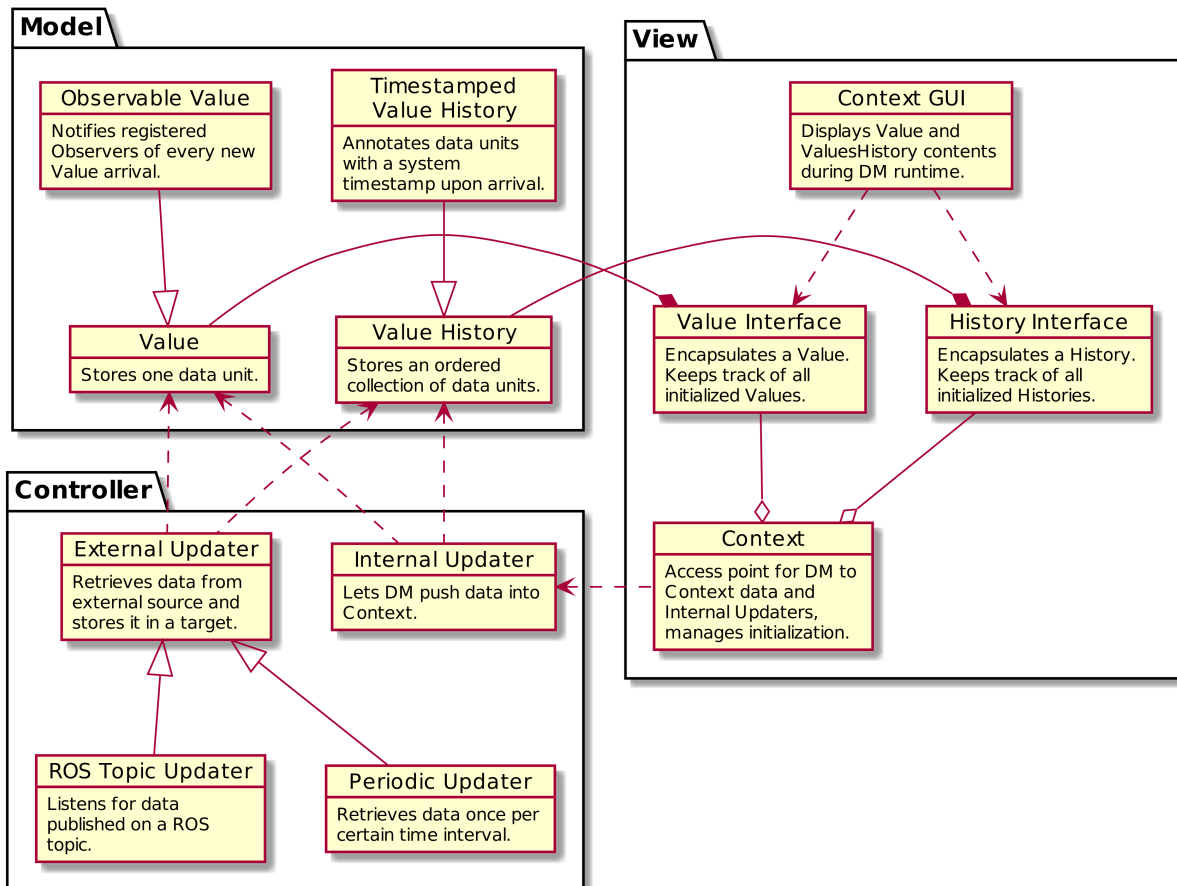 Model
Observable Value
Notifies registered
Observers of every new
Value arrival.
Timestamped
Value History
Annotates data units
with a system
timestamp upon arrival.
Value
Stores one data unit.
Value History
Stores an ordered
collection of data units.
View
Context GUI
Displays Value and
ValuesHistory contents
during DM runtime.
Value Interface
Encapsulates a Value.
Keeps track of all
initialized Values.
History Interface
Encapsulates a History.
Keeps track of all
initialized Histories.
Context
Access point for DM to
Context data and
Internal Updaters,
manages initialization.
Controller
External Updater
Retrieves data from
external source and
stores it in a target.
Internal Updater
Lets DM push data into
Context.
ROS Topic Updater
Listens for data
published on a ROS
topic.
Periodic Updater
Retrieves data once per
certain time interval.